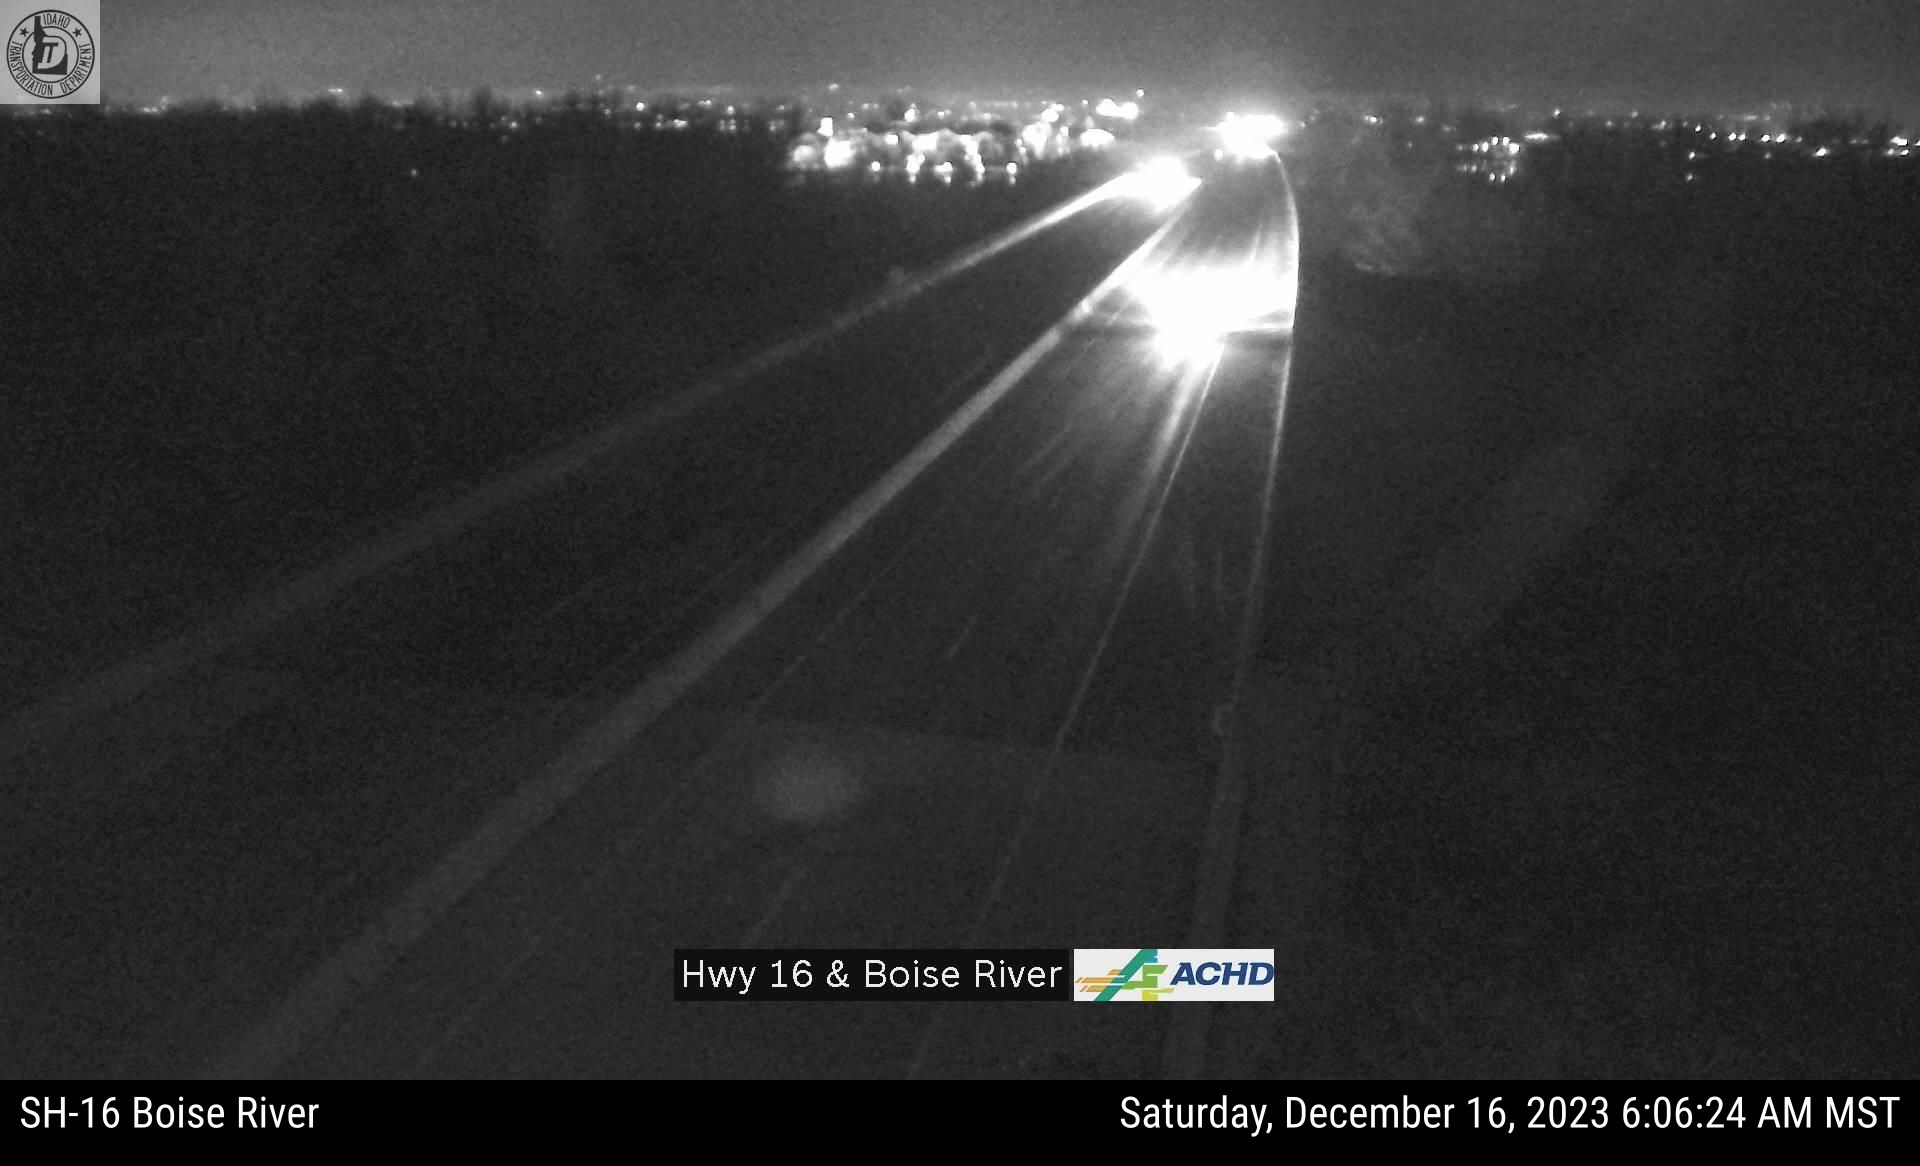 IDAHO
TRANSPORTATION DEPARTMENT
Hwy 16 & Boise River
ACHD
SH-16 Boise River
Saturday, December 16, 2023 6:06:24 AM MST